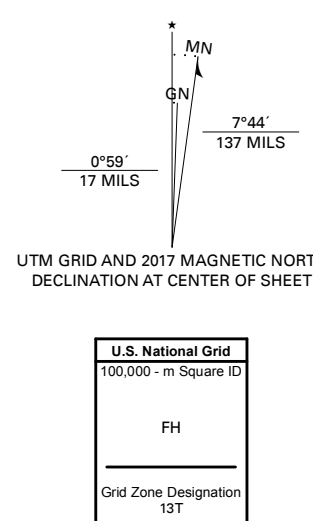 ★
MN
GN
7°44´
137 MILS
0°59´
17 MILS
UTM GRID AND 2017 MAGNETIC NORT
DECLINATION AT CENTER OF SHEET
U.S. National Grid
100,000 - m Square ID
FH
Grid Zone Designation
13T